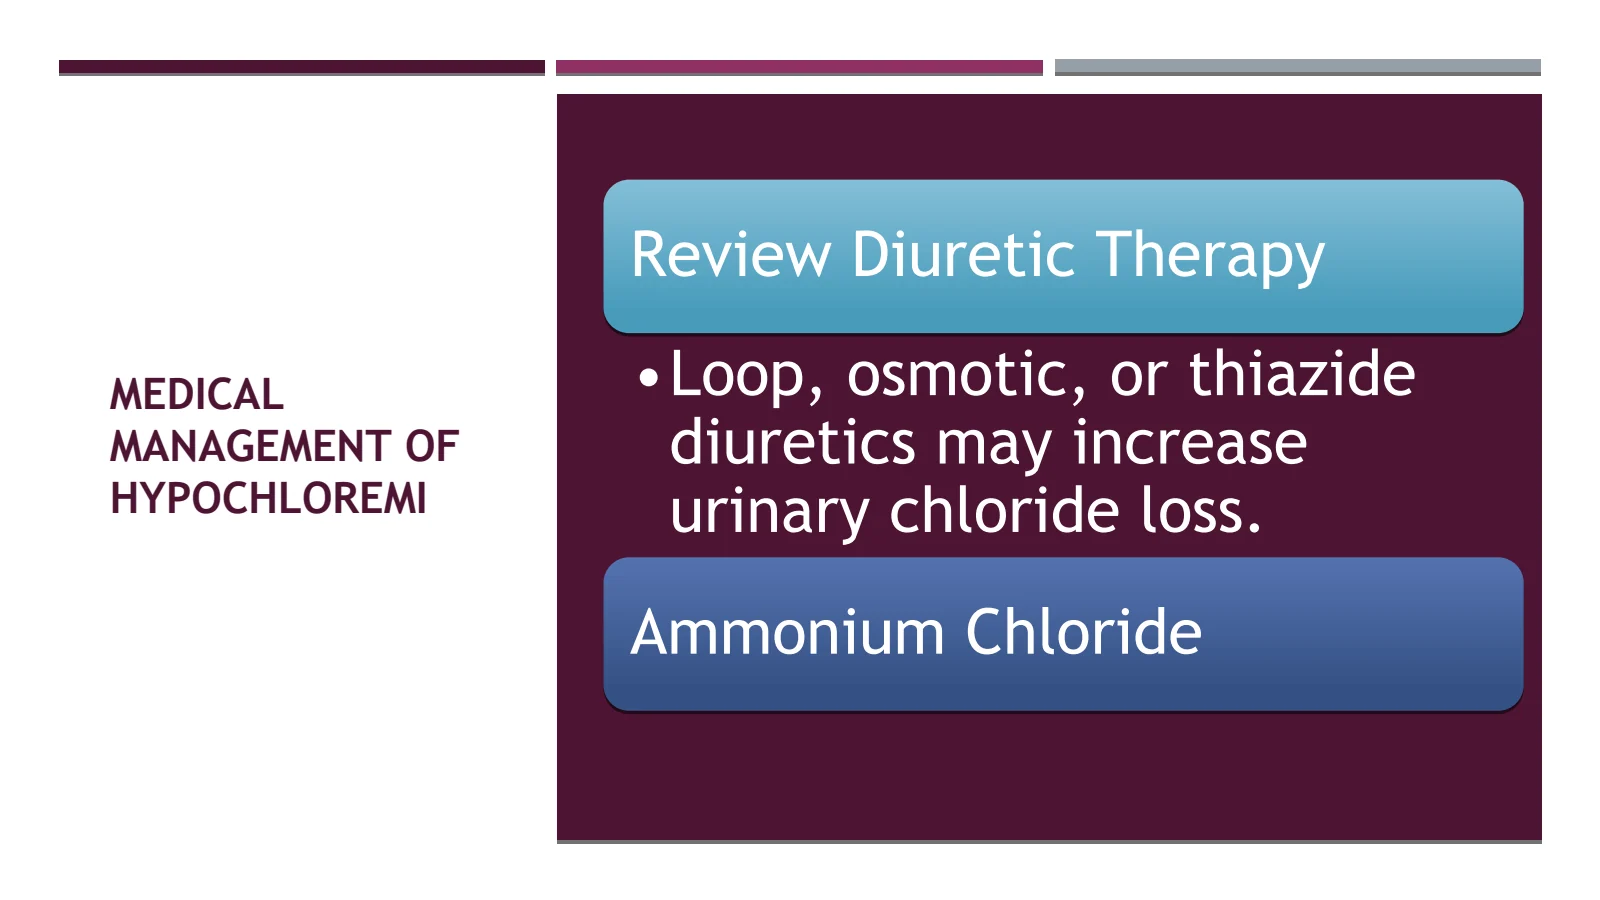 MEDICAL
MANAGEMENT OF
HYPOCHLOREMI
Review Diuretic Therapy
•Loop, osmotic, or thiazide
diuretics may increase
urinary chloride loss.
Ammonium Chloride